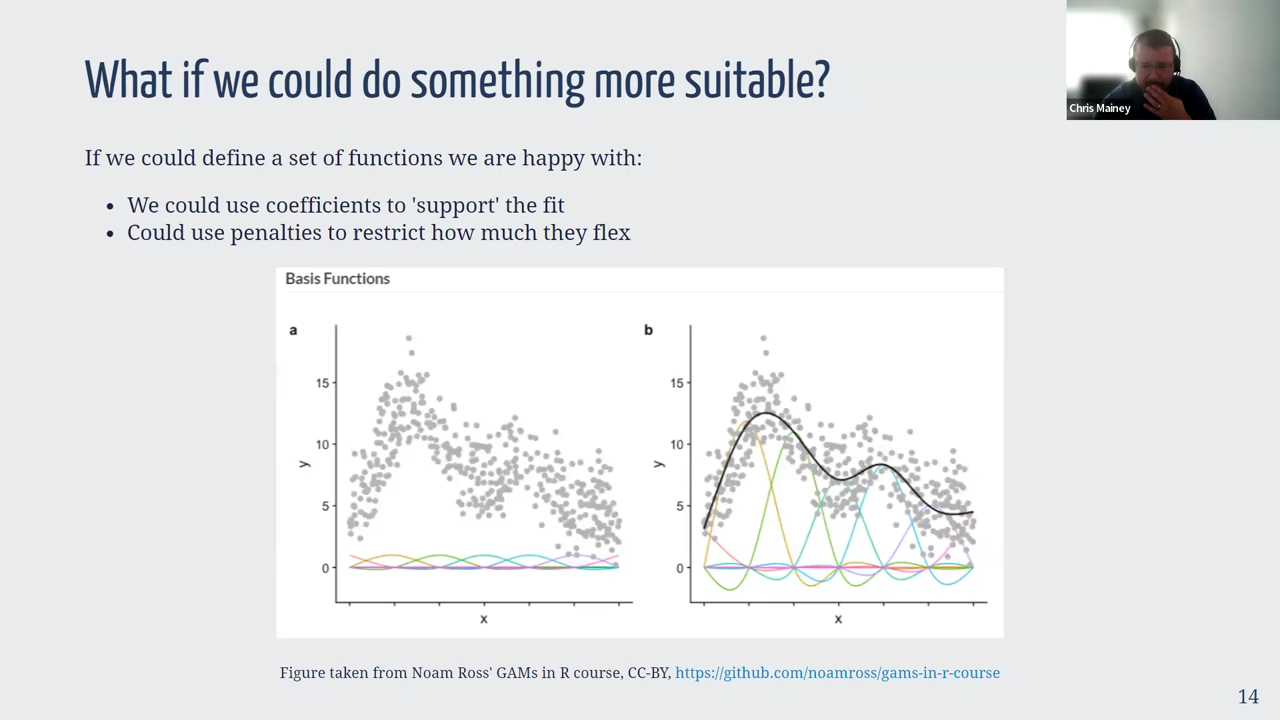 What if we could do something more suitable?
Chris Mainey
If we could define a set of functions we are happy with:
• We could use coefficients to 'support' the fit
• Could use penalties to restrict how much they flex
Basis Functions
a
15
10
5
0
y
x
b
15
10
5
0
y
x
Figure taken from Noam Ross' GAMs in R course, CC-BY, https://github.com/noamross/gams-in-r-course
14